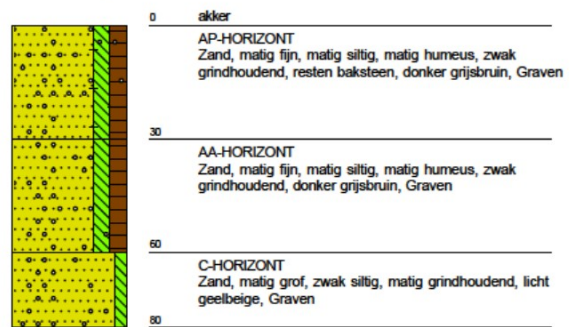 0 akker
AP-HORIZONT
Zand, matig fijn, matig siltig, matig humeus, zwak
grindhoudend, resten baksteen, donker grijsbruin, Graven
30
AA-HORIZONT
Zand, matig fijn, matig siltig, matig humeus, zwak
grindhoudend, donker grijsbruin, Graven
60
C-HORIZONT
Zand, matig grof, zwak siltig, matig grindhoudend, licht
geelbeige, Graven
80